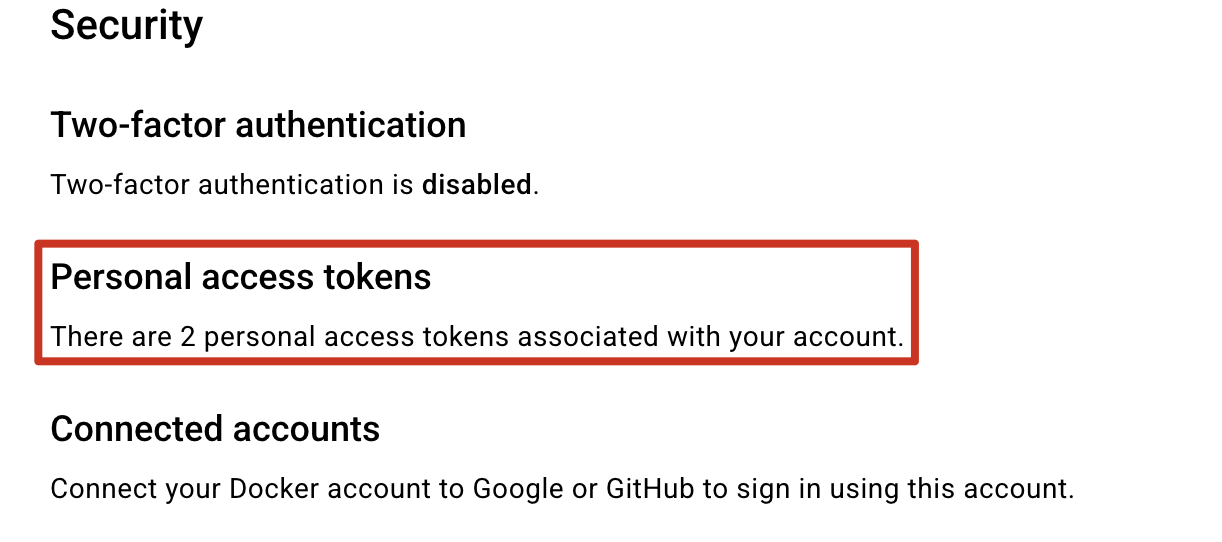 Security
Two-factor authentication
Two-factor authentication is disabled.
Personal access tokens
There are 2 personal access tokens associated with your account.
Connected accounts
Connect your Docker account to Google or GitHub to sign in using this account.